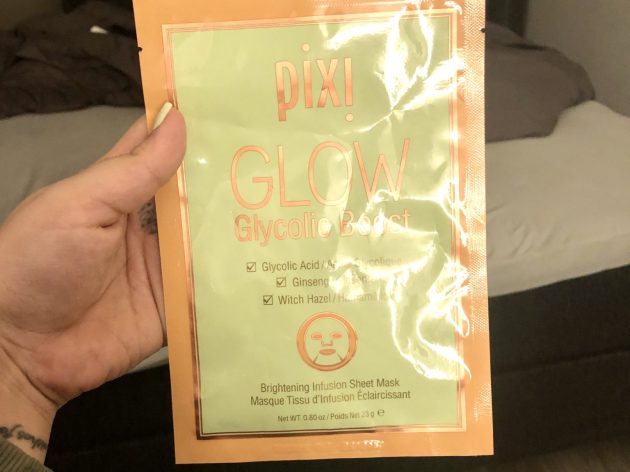 pixi
GLOW
Glycolic Boost
Glycolic Acid / Glycolique
Ginseng
Witch Hazel /
Brightening Infusion Sheet Mask
Masque Tissu d'Infusion Éclaircissant
Net WT. 0.80 oz / Poids Net 23 g ℮